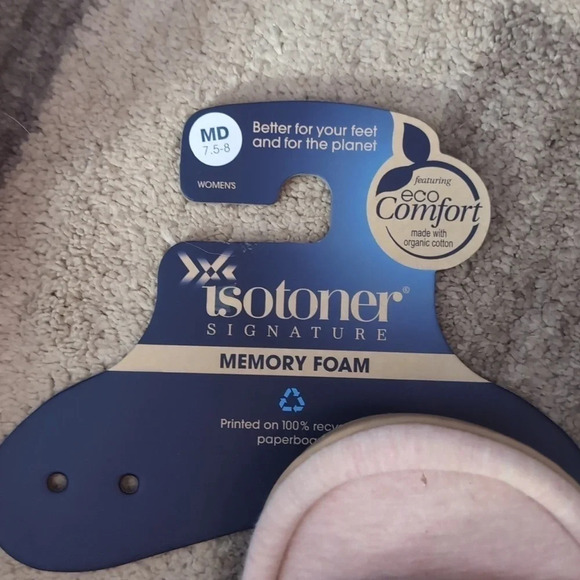 MD
7.5-8
Better for your feet
and for the planet
WOMEN'S
featuring
eco
Comfort
made with
organic cotton
isotoner®
SIGNATURE
MEMORY FOAM
Printed on 100%